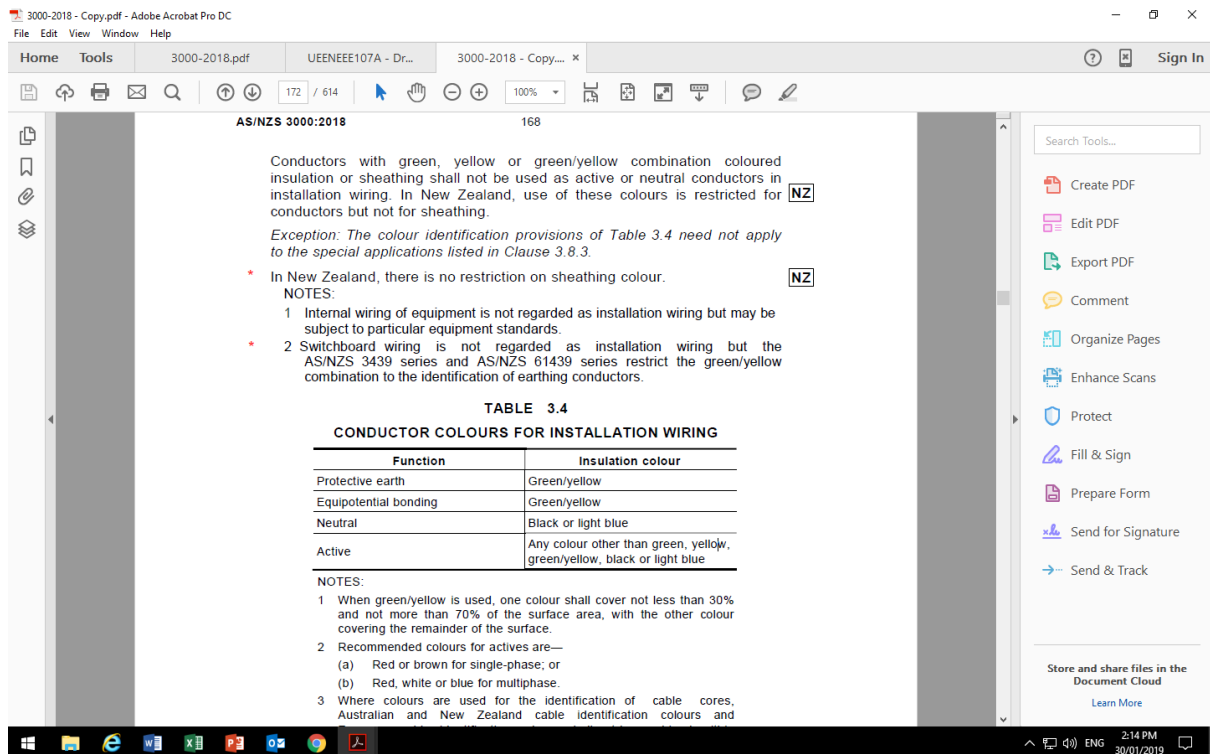 3000-2018 - Copy.pdf - Adobe Acrobat Pro DC
File Edit View Window Help
Home Tools 3000-2018.pdf UEENEEE107A - Dr... 3000-2018 - Copy.... × Sign In
172 / 614 100%
AS/NZS 3000:2018 168
Conductors with green, yellow or green/yellow combination coloured
insulation or sheathing shall not be used as active or neutral conductors in
installation wiring. In New Zealand, use of these colours is restricted for NZ
conductors but not for sheathing.
Exception: The colour identification provisions of Table 3.4 need not apply
to the special applications listed in Clause 3.8.3.
* In New Zealand, there is no restriction on sheathing colour. NZ
NOTES:
1 Internal wiring of equipment is not regarded as installation wiring but may be
subject to particular equipment standards.
* 2 Switchboard wiring is not regarded as installation wiring but the
AS/NZS 3439 series and AS/NZS 61439 series restrict the green/yellow
combination to the identification of earthing conductors.
TABLE 3.4
CONDUCTOR COLOURS FOR INSTALLATION WIRING
Function Insulation colour
Protective earth Green/yellow
Equipotential bonding Green/yellow
Neutral Black or light blue
Active Any colour other than green, yellow,
green/yellow, black or light blue
NOTES:
1 When green/yellow is used, one colour shall cover not less than 30%
and not more than 70% of the surface area, with the other colour
covering the remainder of the surface.
2 Recommended colours for actives are—
(a) Red or brown for single-phase; or
(b) Red, white or blue for multiphase.
3 Where colours are used for the identification of cable cores,
Australian and New Zealand cable identification colours and
Search Tools...
Create PDF
Edit PDF
Export PDF
Comment
Organize Pages
Enhance Scans
Protect
Fill & Sign
Prepare Form
Send for Signature
Send & Track
Store and share files in the
Document Cloud
Learn More
ENG 2:14 PM
30/01/2019